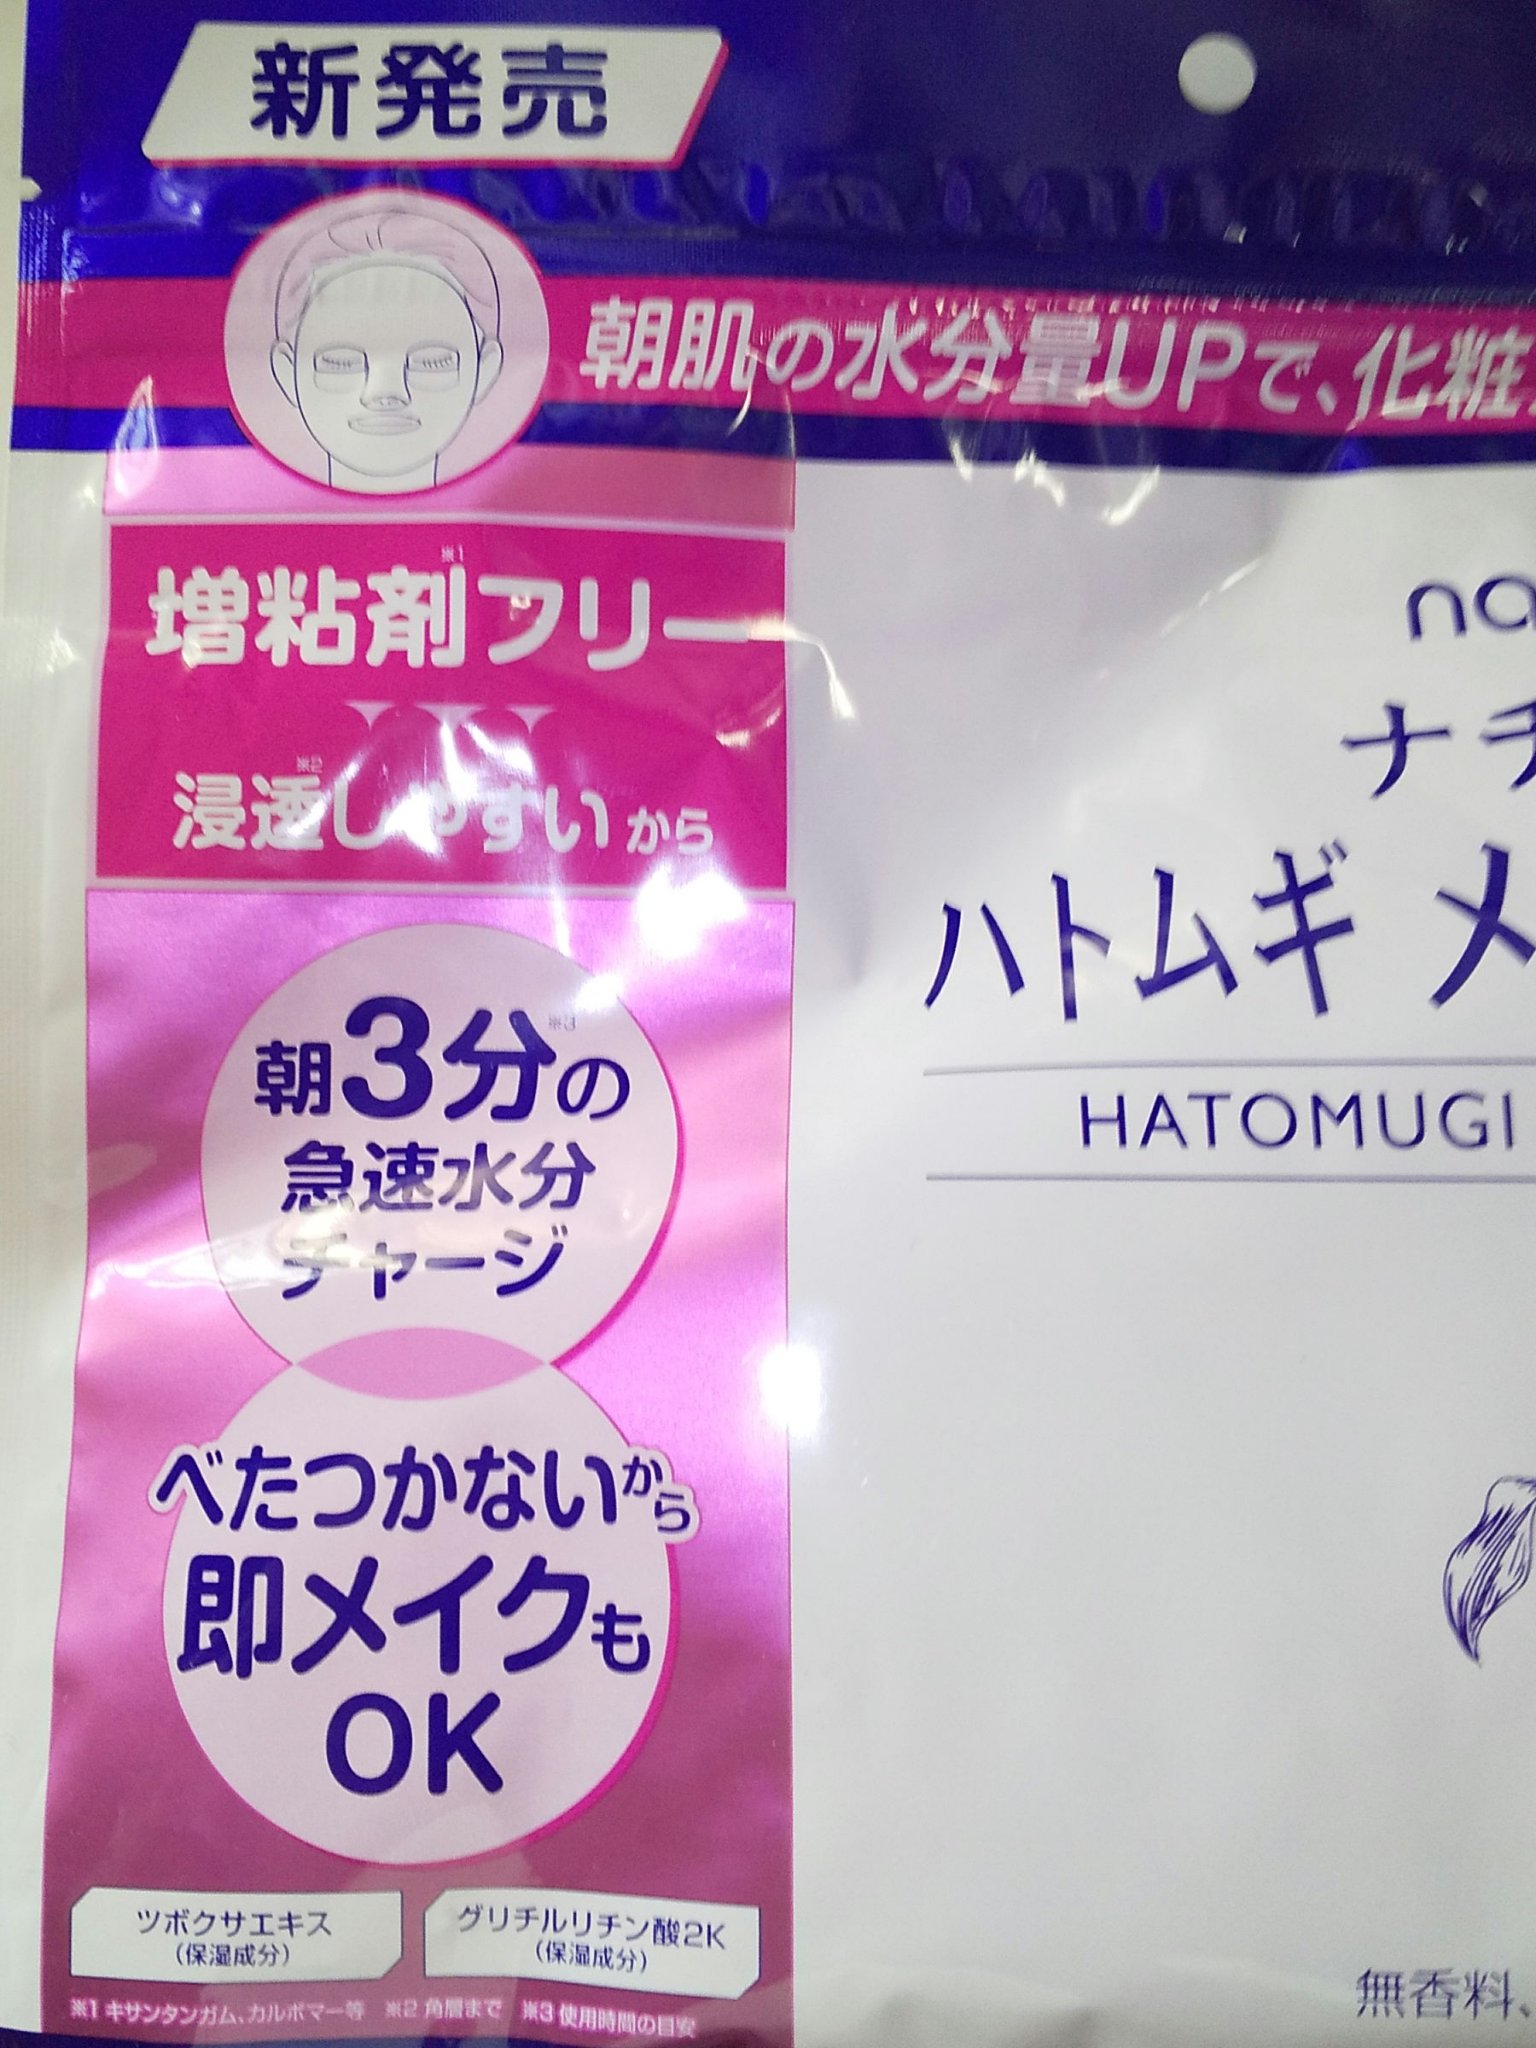 新発売
朝肌の水分量UPで、化粧
増粘剤※1フリー
浸透※2しやすいから
朝3分※3の
急速水分
チャージ
べたつかないから
即メイクも
OK
ツボクサエキス
(保湿成分)
グリチルリチン酸2K
(保湿成分)
※1 キサンタンガム、カルボマー等 ※2 角層まで ※3 使用時間の目安
na
ナチ
ハトムギ メ
HATOMUGI
無香料、